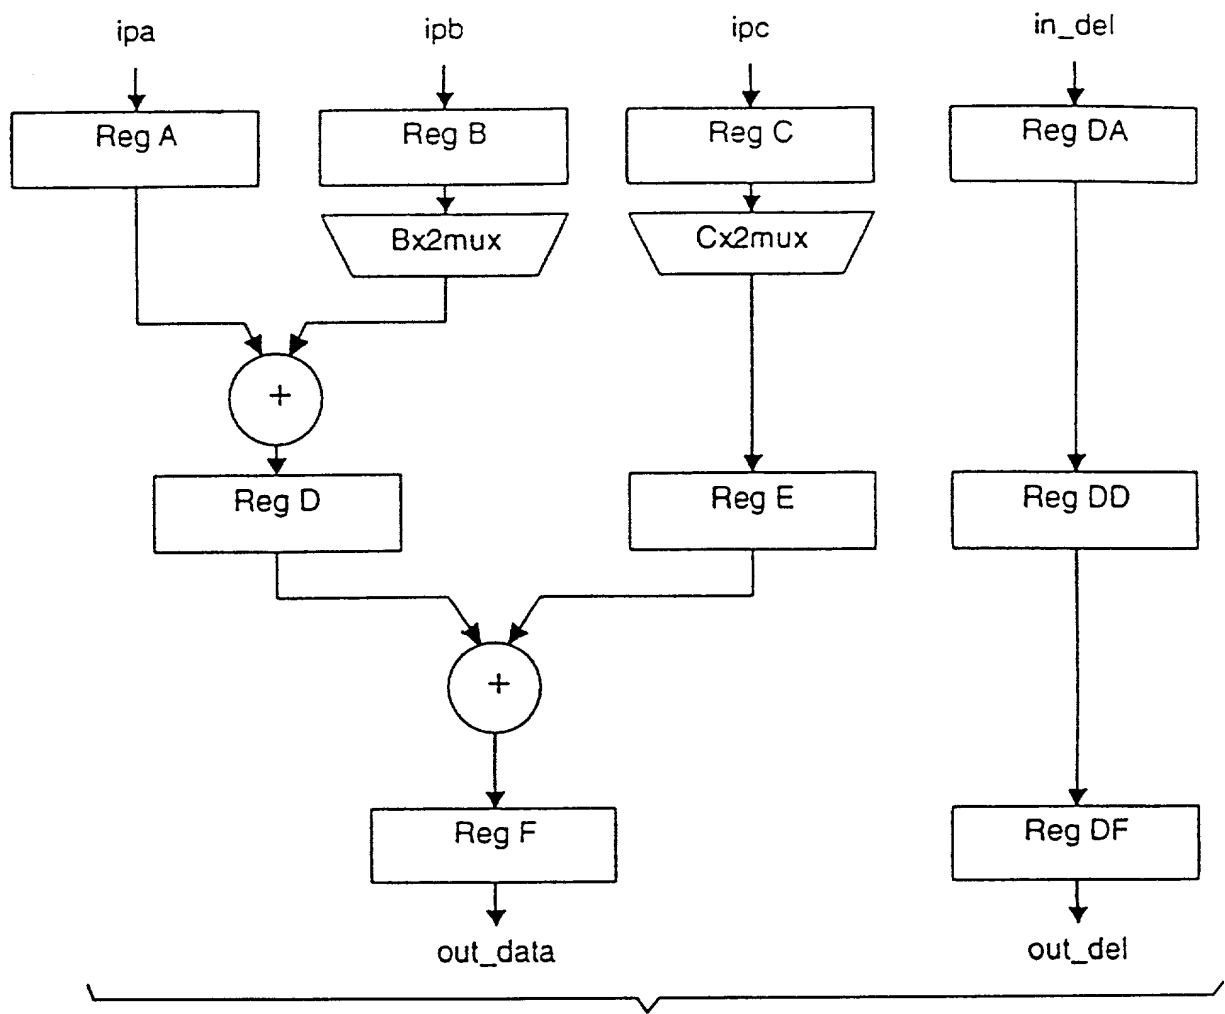 ipa ipb ipc in_del
Reg A Reg B Reg C Reg DA
Bx2mux Cx2mux
+
Reg D Reg E Reg DD
+
Reg F Reg DF
out_data out_del